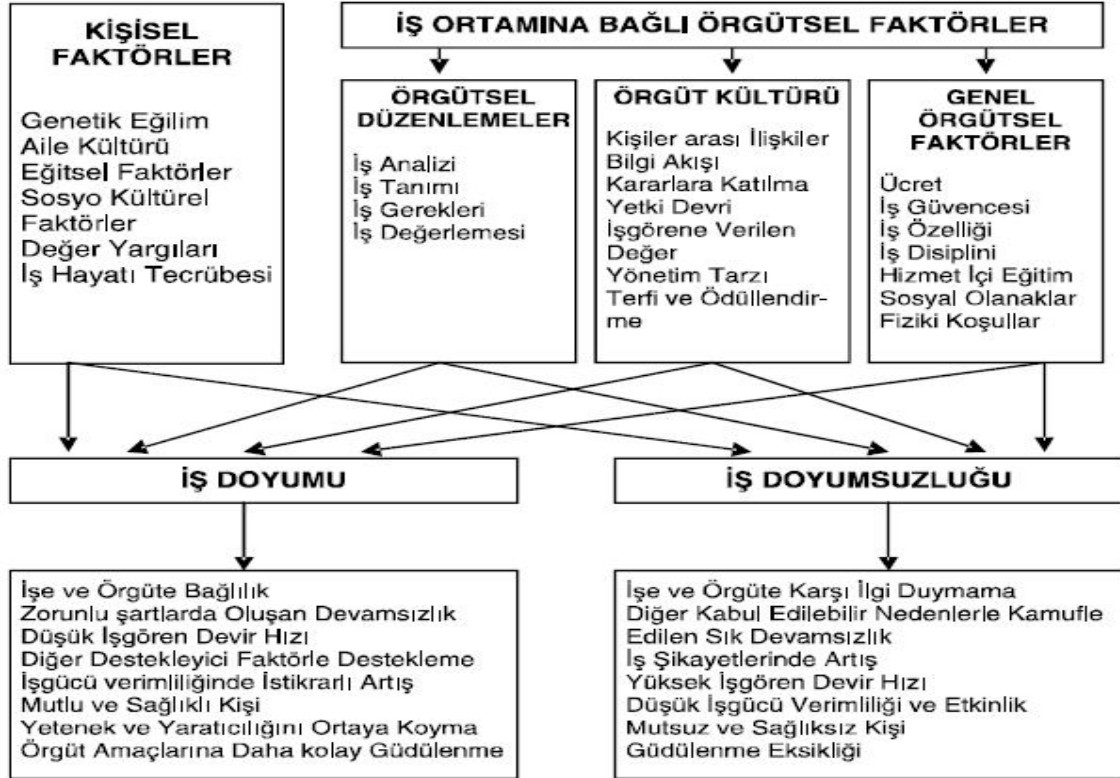 KİŞİSEL
FAKTÖRLER
Genetik Eğilim
Aile Kültürü
Eğitsel Faktörler
Sosyo Kültürel
Faktörler
Değer Yargıları
İş Hayatı Tecrübesi
İŞ ORTAMINA BAĞLI ÖRGÜTSEL FAKTÖRLER
ÖRGÜTSEL
DÜZENLEMELER
İş Analizi
İş Tanımı
İş Gerekleri
İş Değerlemesi
ÖRGÜT KÜLTÜRÜ
Kişiler arası İlişkiler
Bilgi Akışı
Kararlara Katılma
Yetki Devri
İşgörene Verilen
Değer
Yönetim Tarzı
Terfi ve Ödüllendir-
me
GENEL
ÖRGÜTSEL
FAKTÖRLER
Ücret
İş Güvencesi
İş Özelliği
İş Disiplini
Hizmet İçi Eğitim
Sosyal Olanaklar
Fiziki Koşullar
İŞ DOYUMU
İŞ DOYUMSUZLUĞU
İşe ve Örgüte Bağlılık
Zorunlu şartlarda Oluşan Devamsızlık
Düşük İşgören Devir Hızı
Diğer Destekleyici Faktörle Destekleme
İşgücü verimliliğinde İstikrarlı Artış
Mutlu ve Sağlıklı Kişi
Yetenek ve Yaratıcılığını Ortaya Koyma
Örgüt Amaçlarına Daha kolay Güdülenme
İşe ve Örgüte Karşı İlgi Duymama
Diğer Kabul Edilebilir Nedenlerle Kamufle
Edilen Sık Devamsızlık
İş Şikayetlerinde Artış
Yüksek İşgören Devir Hızı
Düşük İşgücü Verimliliği ve Etkinlik
Mutsuz ve Sağlıksız Kişi
Güdülenme Eksikliği